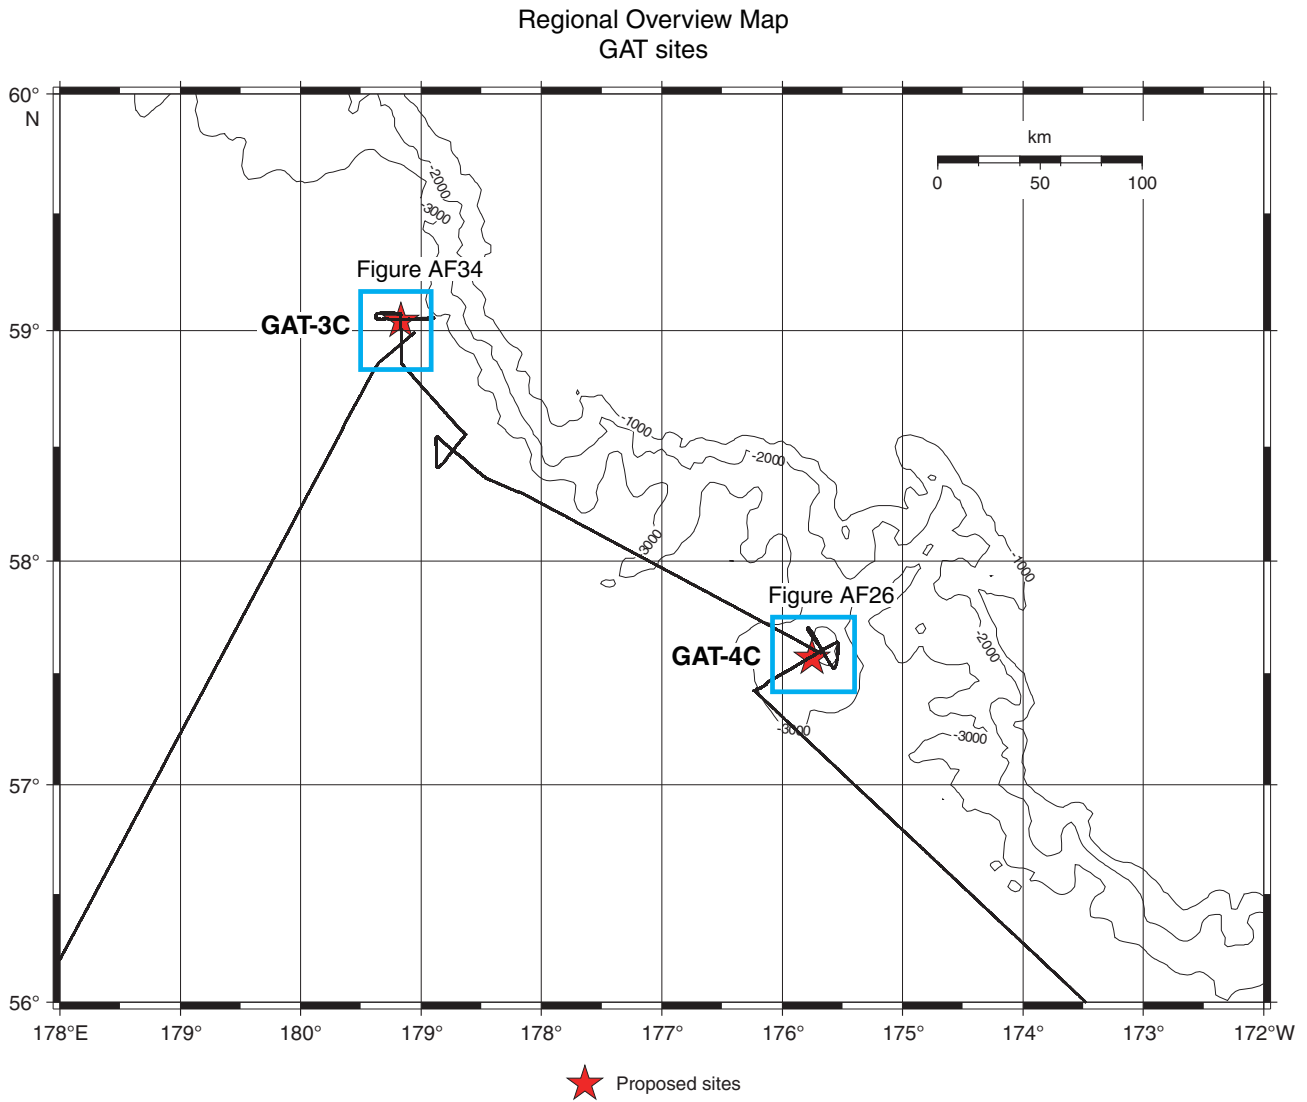 Regional Overview Map
GAT sites
60°
N
km
0 50 100
-2000
-3000
Figure AF34
GAT-3C
59°
-1000
-2000
-3000
58°
-1000
Figure AF26
GAT-4C
-2000
-3000
-3000
57°
56°
178°E 179° 180° 179° 178° 177° 176° 175° 174° 173° 172°W
Proposed sites